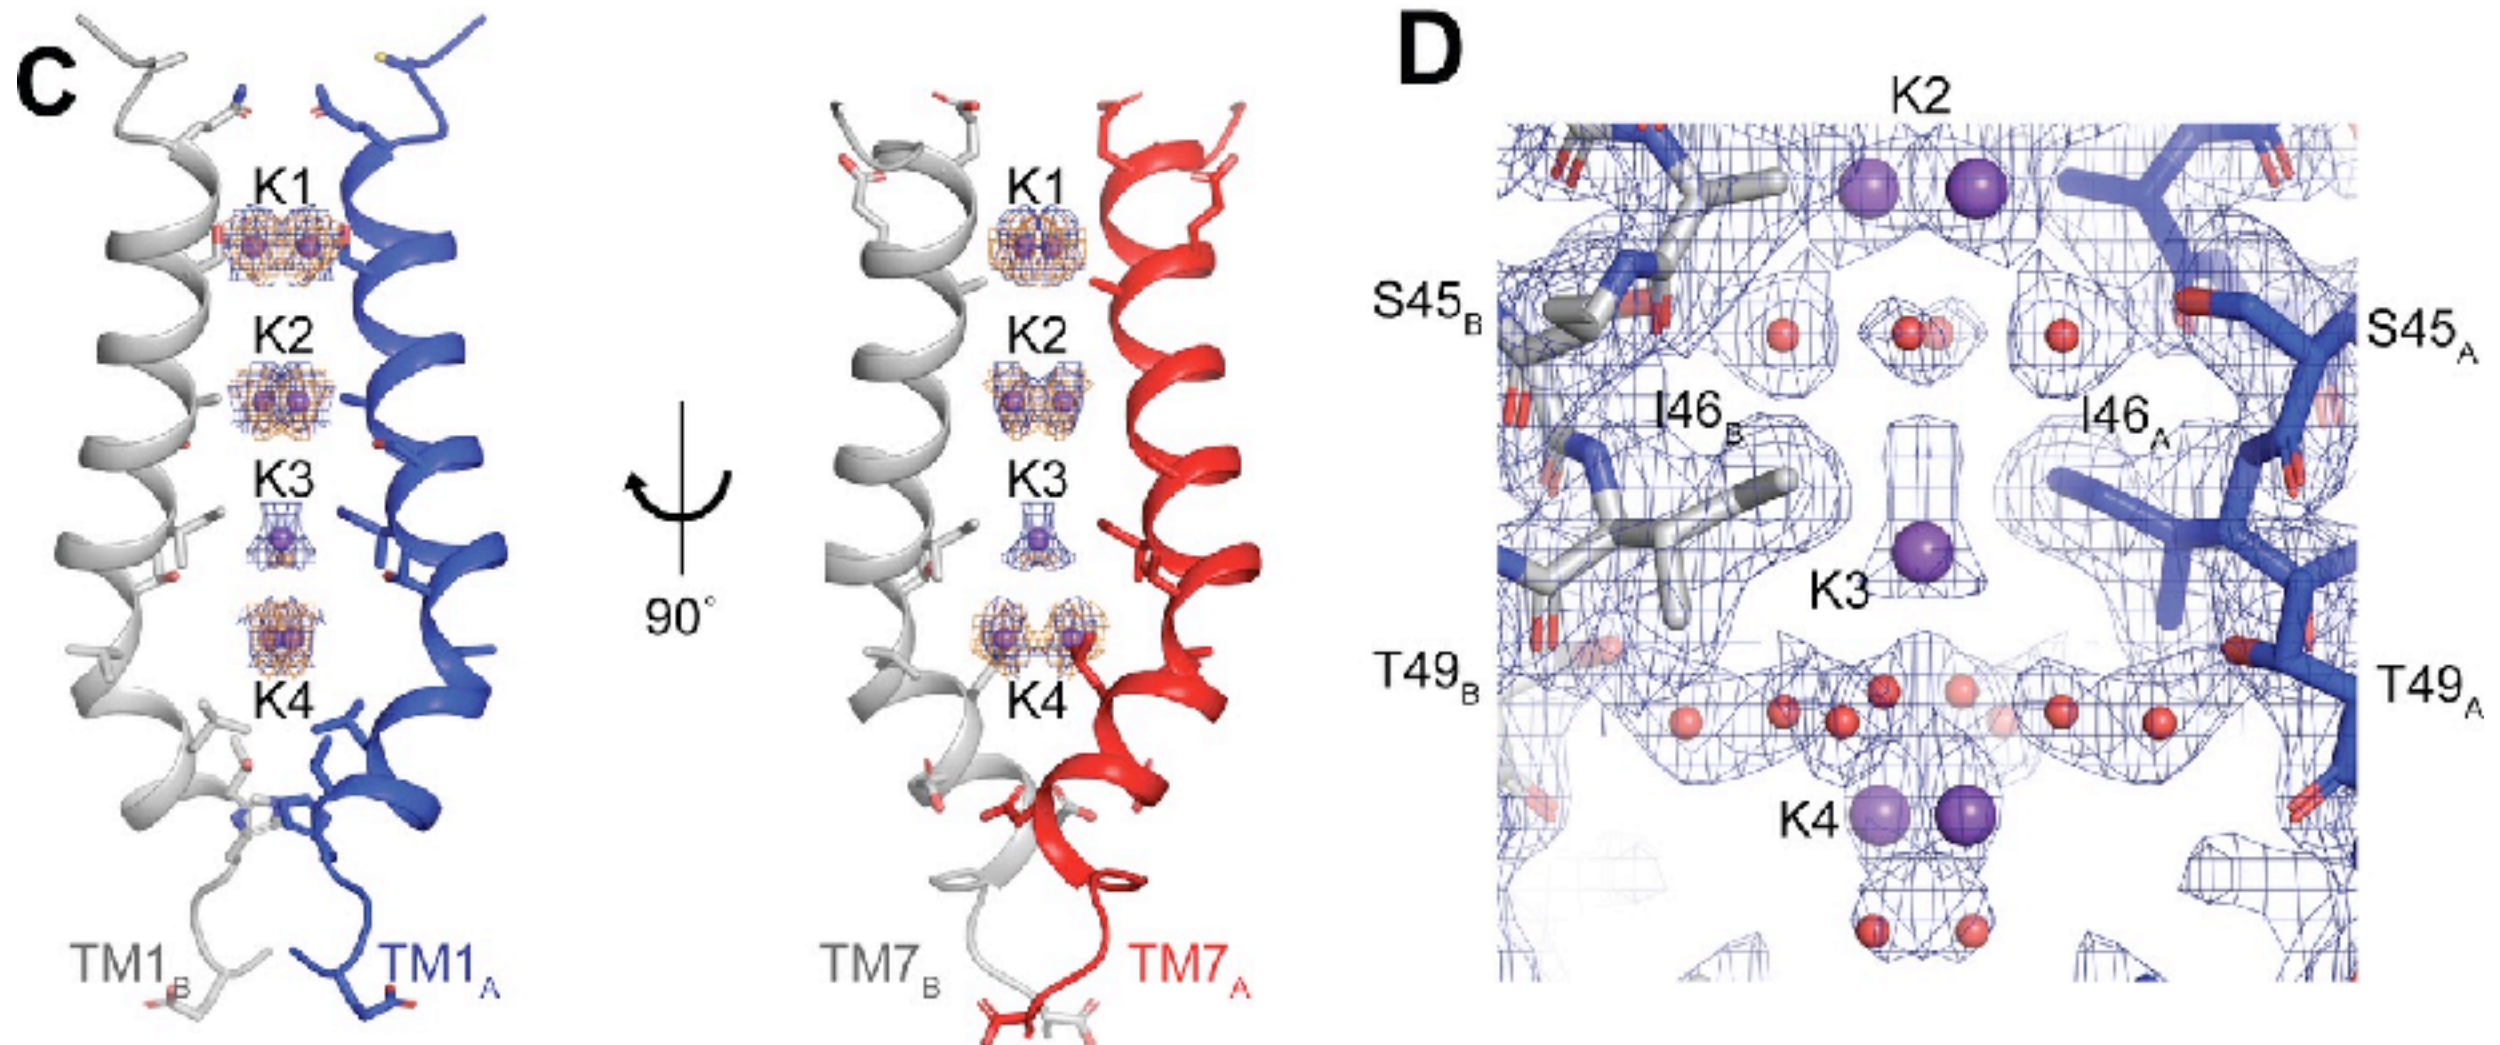 C
K1
K2
K3
K4
TM1B
TM1A
90°
K1
K2
K3
K4
TM7B
TM7A
D
K2
S45B
S45A
I46B
I46A
K3
T49B
T49A
K4